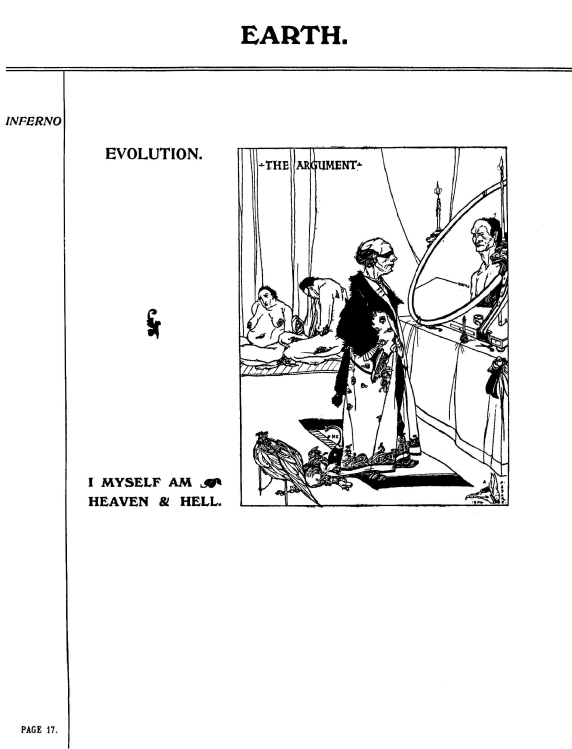 EARTH.
INFERNO
EVOLUTION.
THE ARGUMENT
I MYSELF AM
HEAVEN & HELL.
PAGE 17.